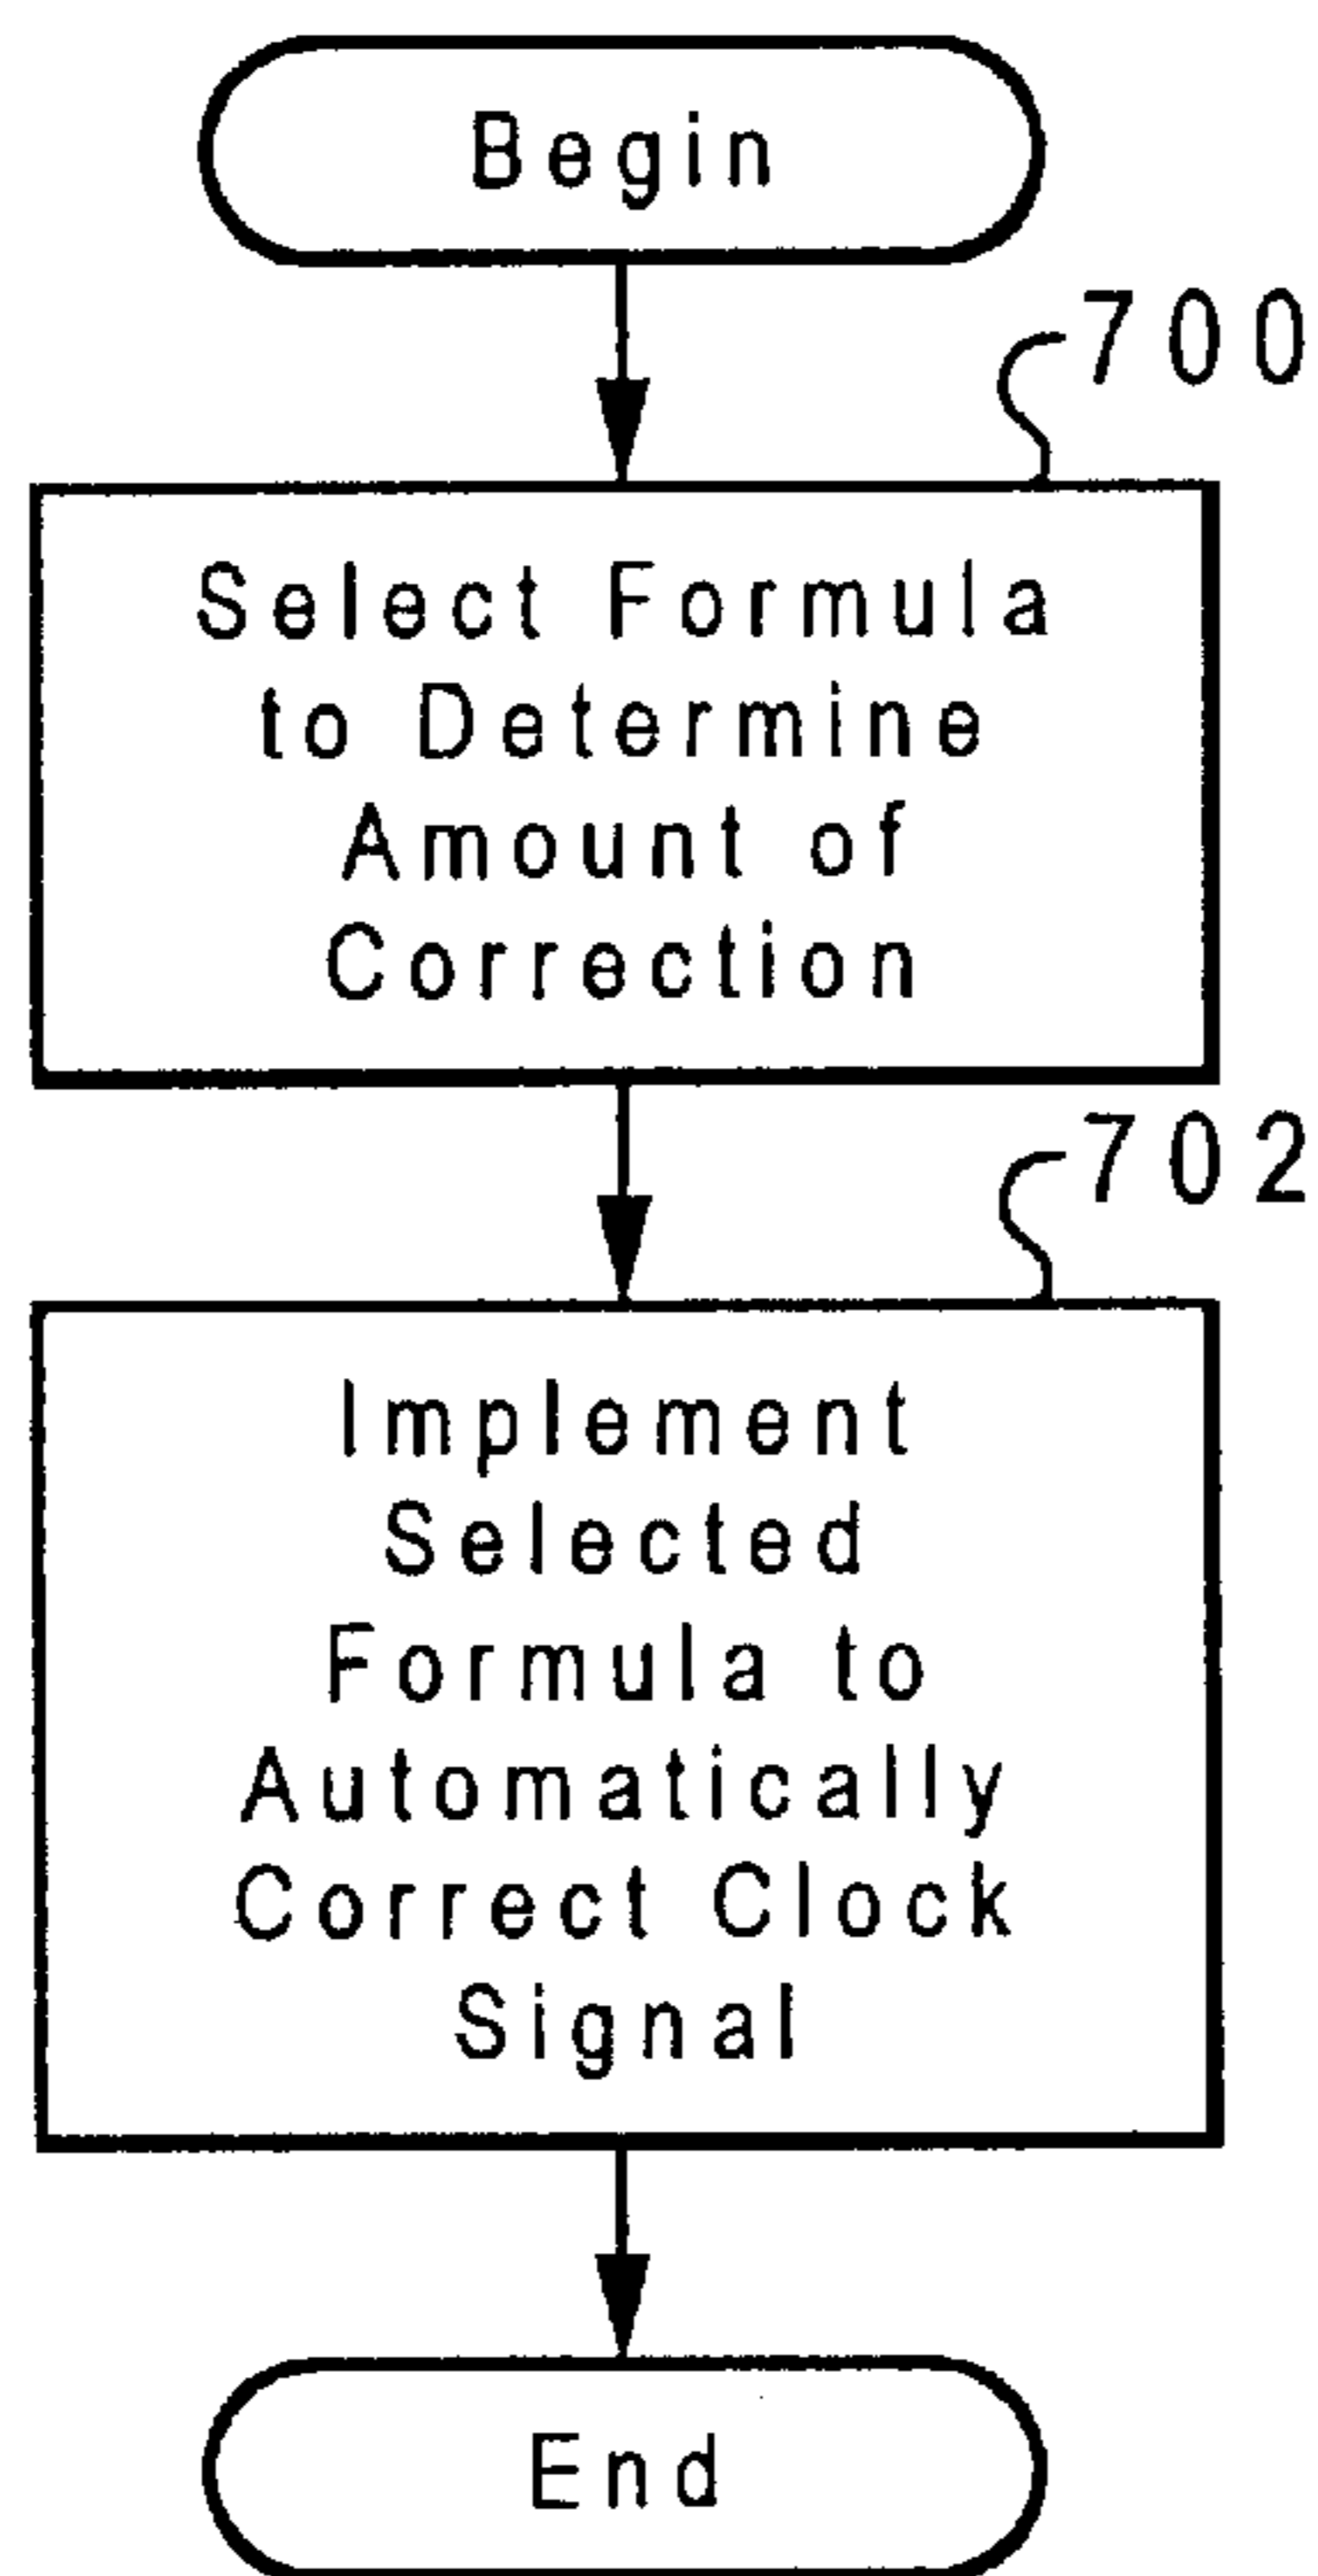 Begin
700
Select Formula
to Determine
Amount of
Correction
702
Implement
Selected
Formula to
Automatically
Correct Clock
Signal
End